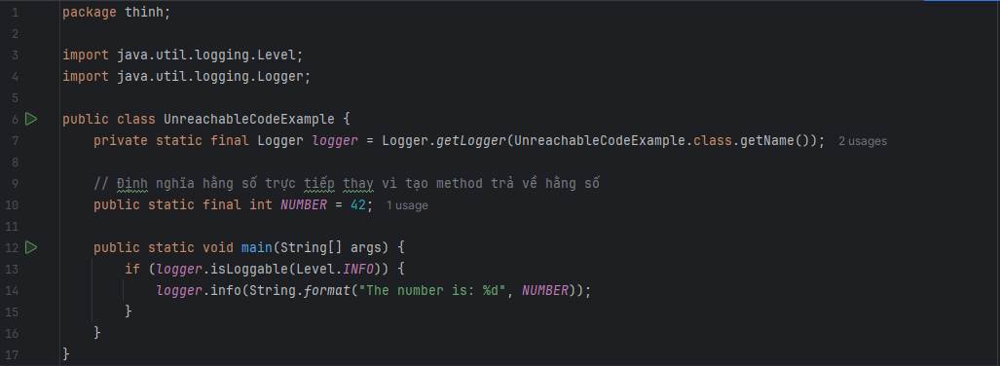 1 package thinh;
2
3 import java.util.logging.Level;
4 import java.util.logging.Logger;
5
6 public class UnreachableCodeExample {
7 private static final Logger logger = Logger.getLogger(UnreachableCodeExample.class.getName()); 2 usages
8
9 // Định nghĩa hằng số trực tiếp thay vì tạo method trả về hằng số
10 public static final int NUMBER = 42; 1 usage
11
12 public static void main(String[] args) {
13 if (logger.isLoggable(Level.INFO)) {
14 logger.info(String.format("The number is: %d", NUMBER));
15 }
16 }
17 }